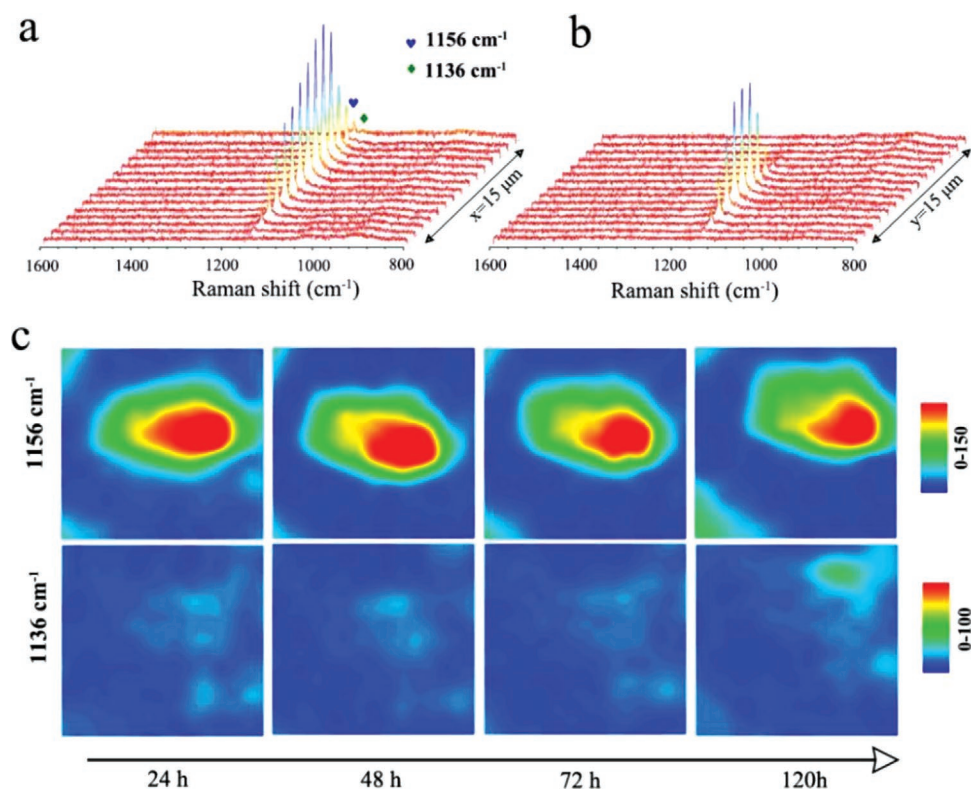 a
1156 cm⁻¹
1136 cm⁻¹
b
x=15 µm
y=15 µm
1600 1400 1200 1000 800
Raman shift (cm⁻¹)
1600 1400 1200 1000 800
Raman shift (cm⁻¹)
c
1156 cm⁻¹
0-150
1136 cm⁻¹
0-100
24 h 48 h 72 h 120h